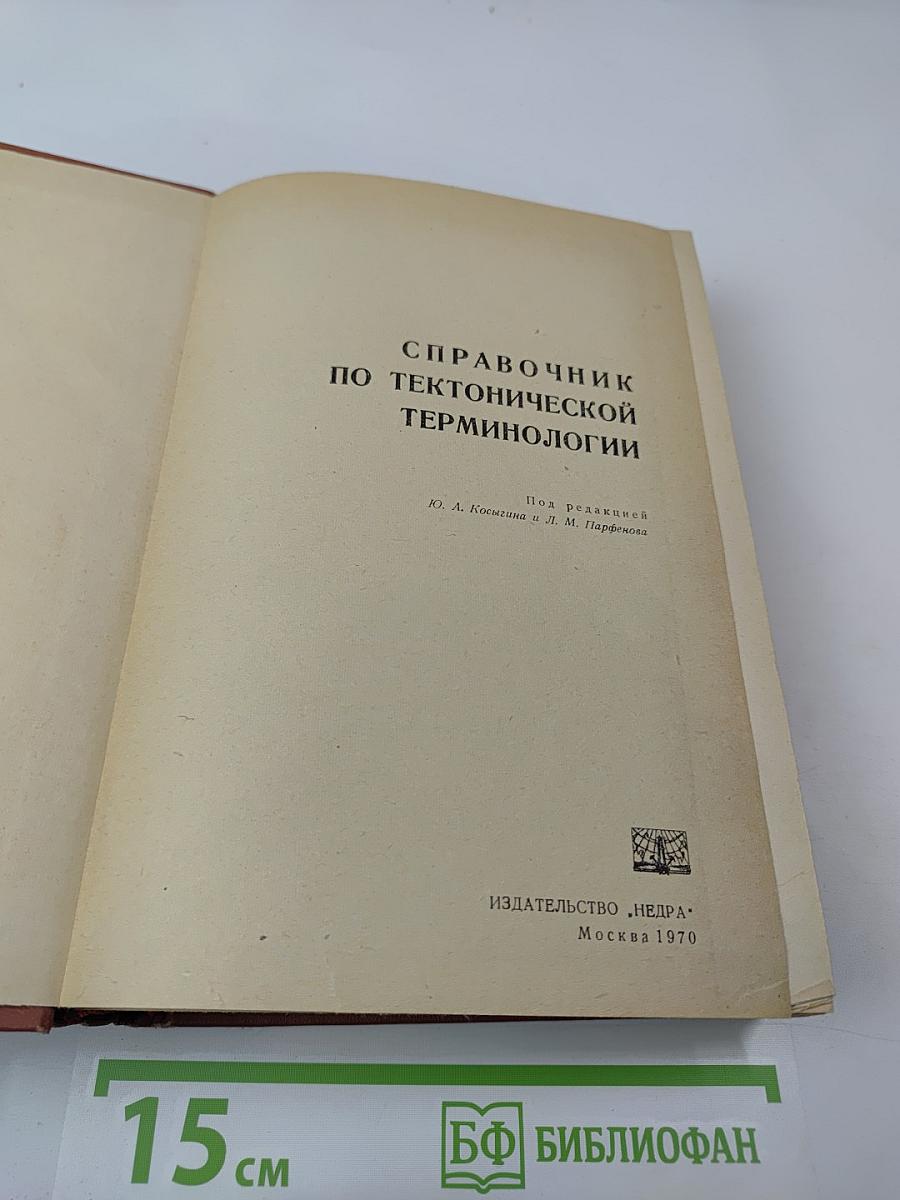 СПРАВОЧНИК
ПО ТЕКТОНИЧЕСКОЙ
ТЕРМИНОЛОГИИ
Под редакцией
Ю. А. Косыгина и Л. М. Парфенова
ИЗДАТЕЛЬСТВО „НЕДРА"
Москва 1970
15 см
БФ БИБЛИОФАН